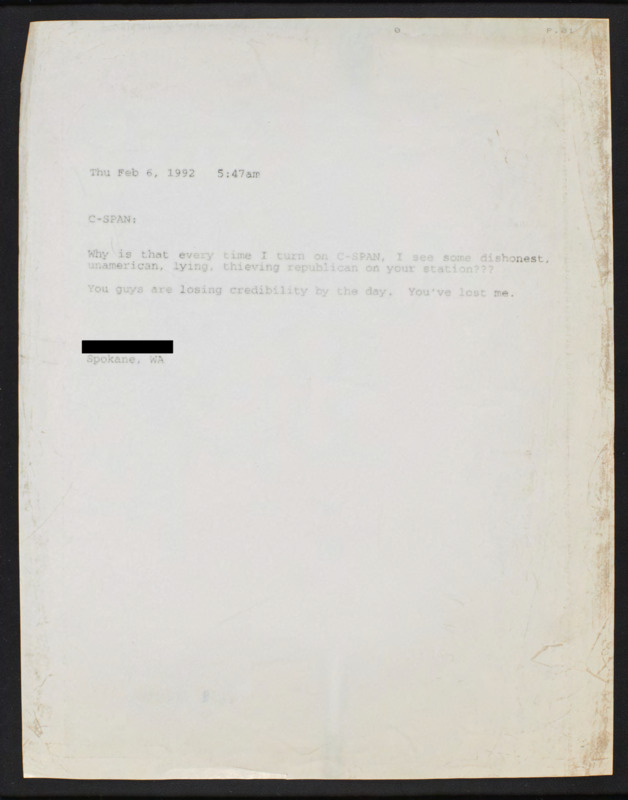 Thu Feb 6, 1992   5:47am
C-SPAN:
Why is that every time I turn on C-SPAN, I see some dishonest,
unamerican, lying, thieving republican on your station???
You guys are losing credibility by the day.  You've lost me.
Spokane, WA